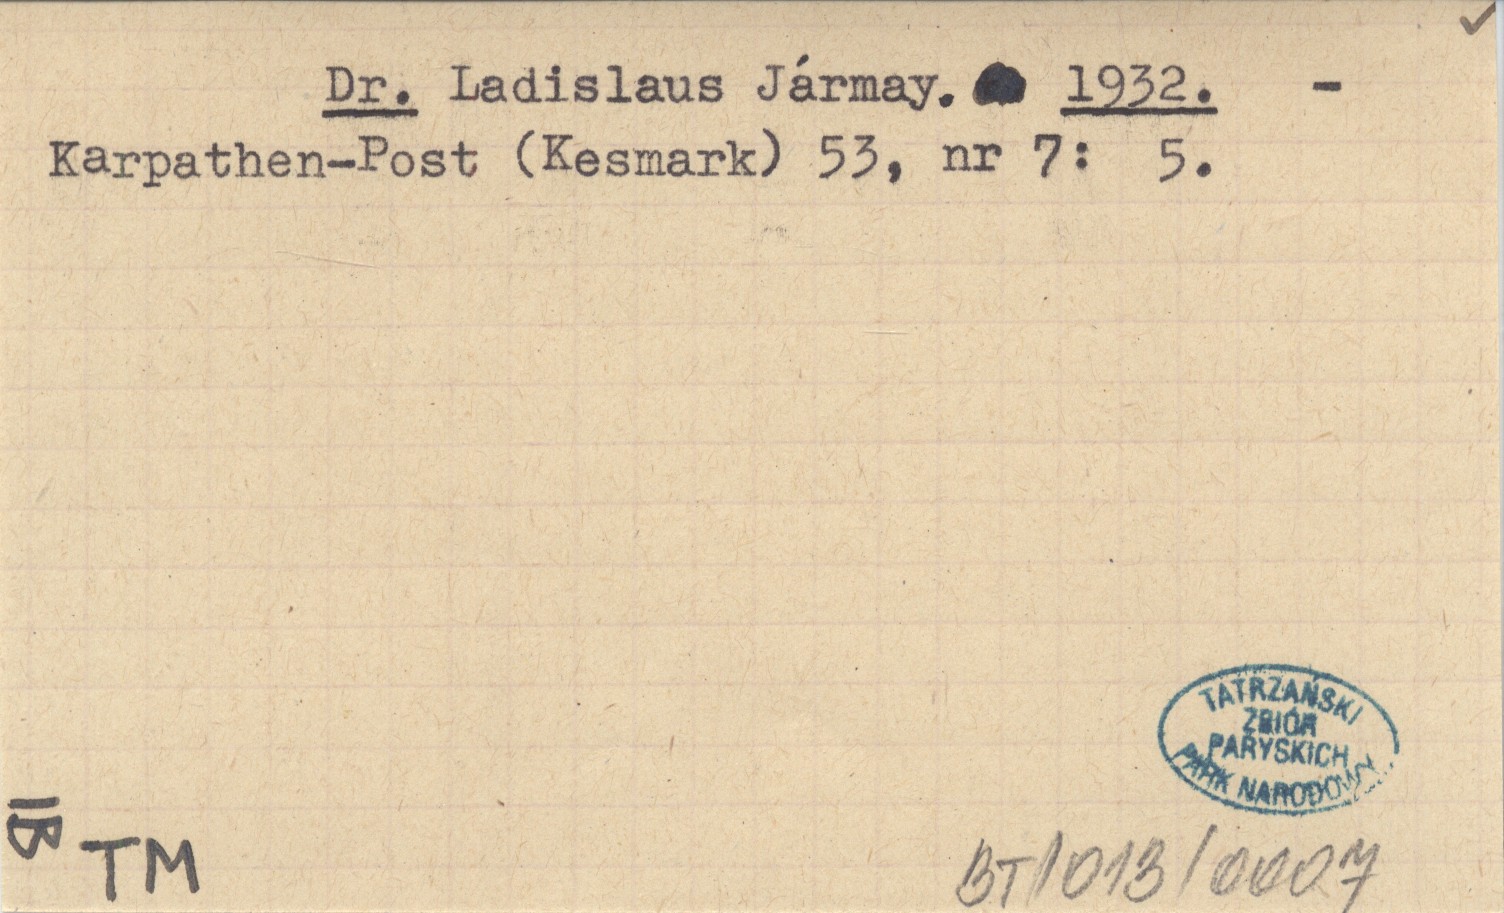 Dr. Ladislaus Jármay. 1932. -
Karpathen-Post (Kesmark) 53, nr 7: 5.
TATRZAŃSKI
ZBIÓR
PARYSKICH
PARK NARODOWY
IB
TM
BT/013/0007